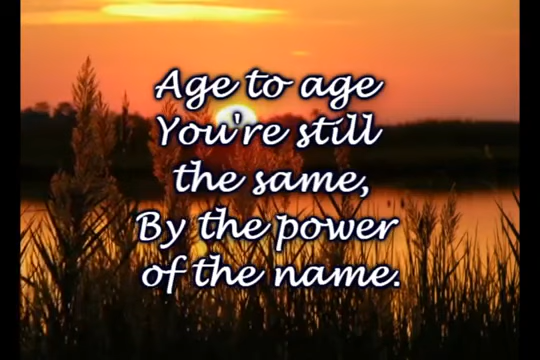 Age to age
You're still
the same,
By the power
of the name.